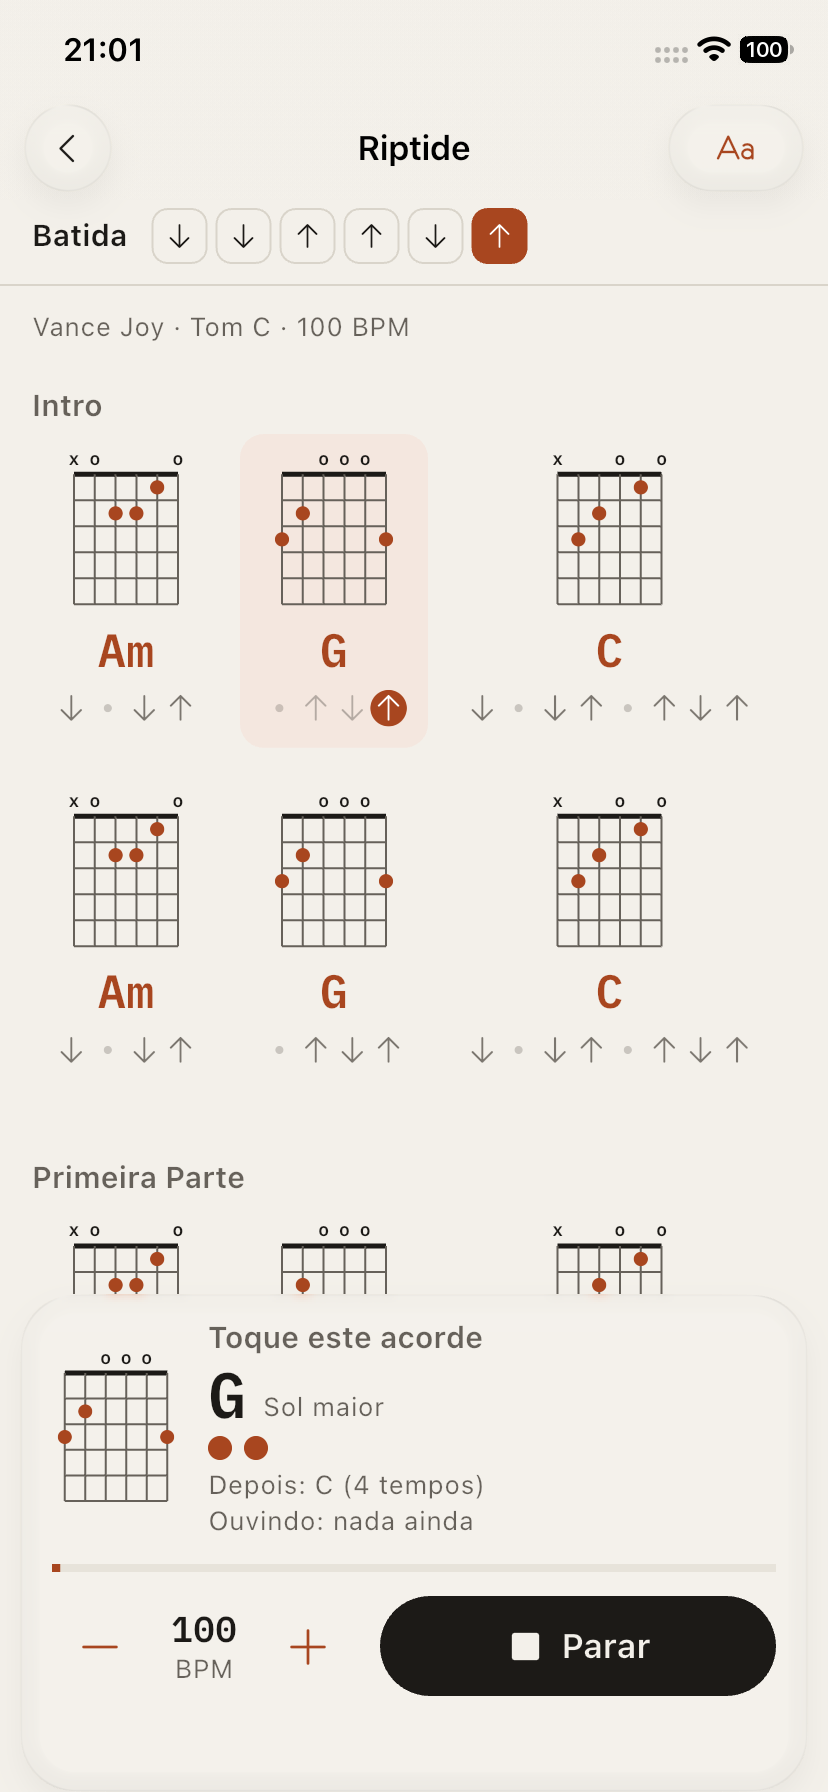 21:01
100
Riptide
Aa
Batida ↓ ↓ ↑ ↑ ↓ ↑
Vance Joy · Tom C · 100 BPM
Intro
x o o
o o o
x o o
Am G C
↓ • ↓ ↑ • ↑ ↓ ↑ ↓ • ↓ ↑ • ↑ ↓ ↑
x o o
o o o
x o o
Am G C
↓ • ↓ ↑ • ↑ ↓ ↑ ↓ • ↓ ↑ • ↑ ↓ ↑
Primeira Parte
x o o
o o o
x o o
Toque este acorde
o o o
G Sol maior
Depois: C (4 tempos)
Ouvindo: nada ainda
— 100 +
BPM
Parar